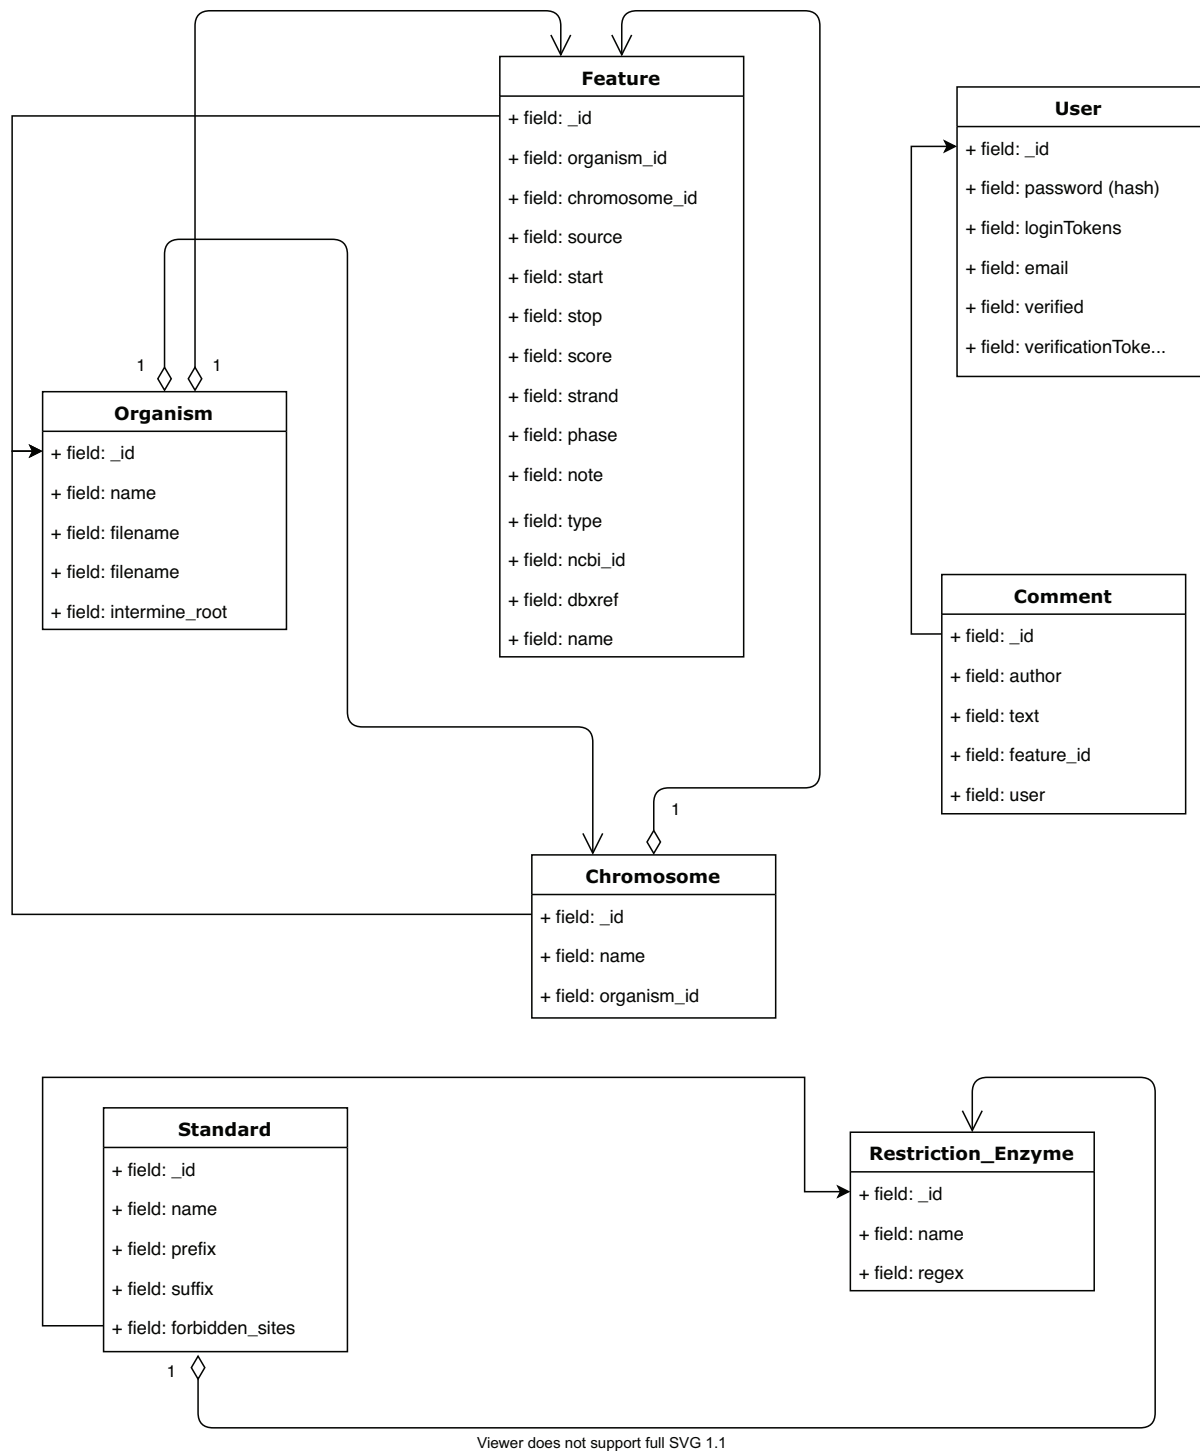 Feature
+ field: _id
+ field: organism_id
+ field: chromosome_id
+ field: source
+ field: start
+ field: stop
+ field: score
+ field: strand
+ field: phase
+ field: note
+ field: type
+ field: ncbi_id
+ field: dbxref
+ field: name
User
+ field: _id
+ field: password (hash)
+ field: loginTokens
+ field: email
+ field: verified
+ field: verificationToke...
1
1
Organism
+ field: _id
+ field: name
+ field: filename
+ field: filename
+ field: intermine_root
Comment
+ field: _id
+ field: author
+ field: text
+ field: feature_id
+ field: user
1
Chromosome
+ field: _id
+ field: name
+ field: organism_id
Standard
+ field: _id
+ field: name
+ field: prefix
+ field: suffix
+ field: forbidden_sites
1
Restriction_Enzyme
+ field: _id
+ field: name
+ field: regex
Viewer does not support full SVG 1.1